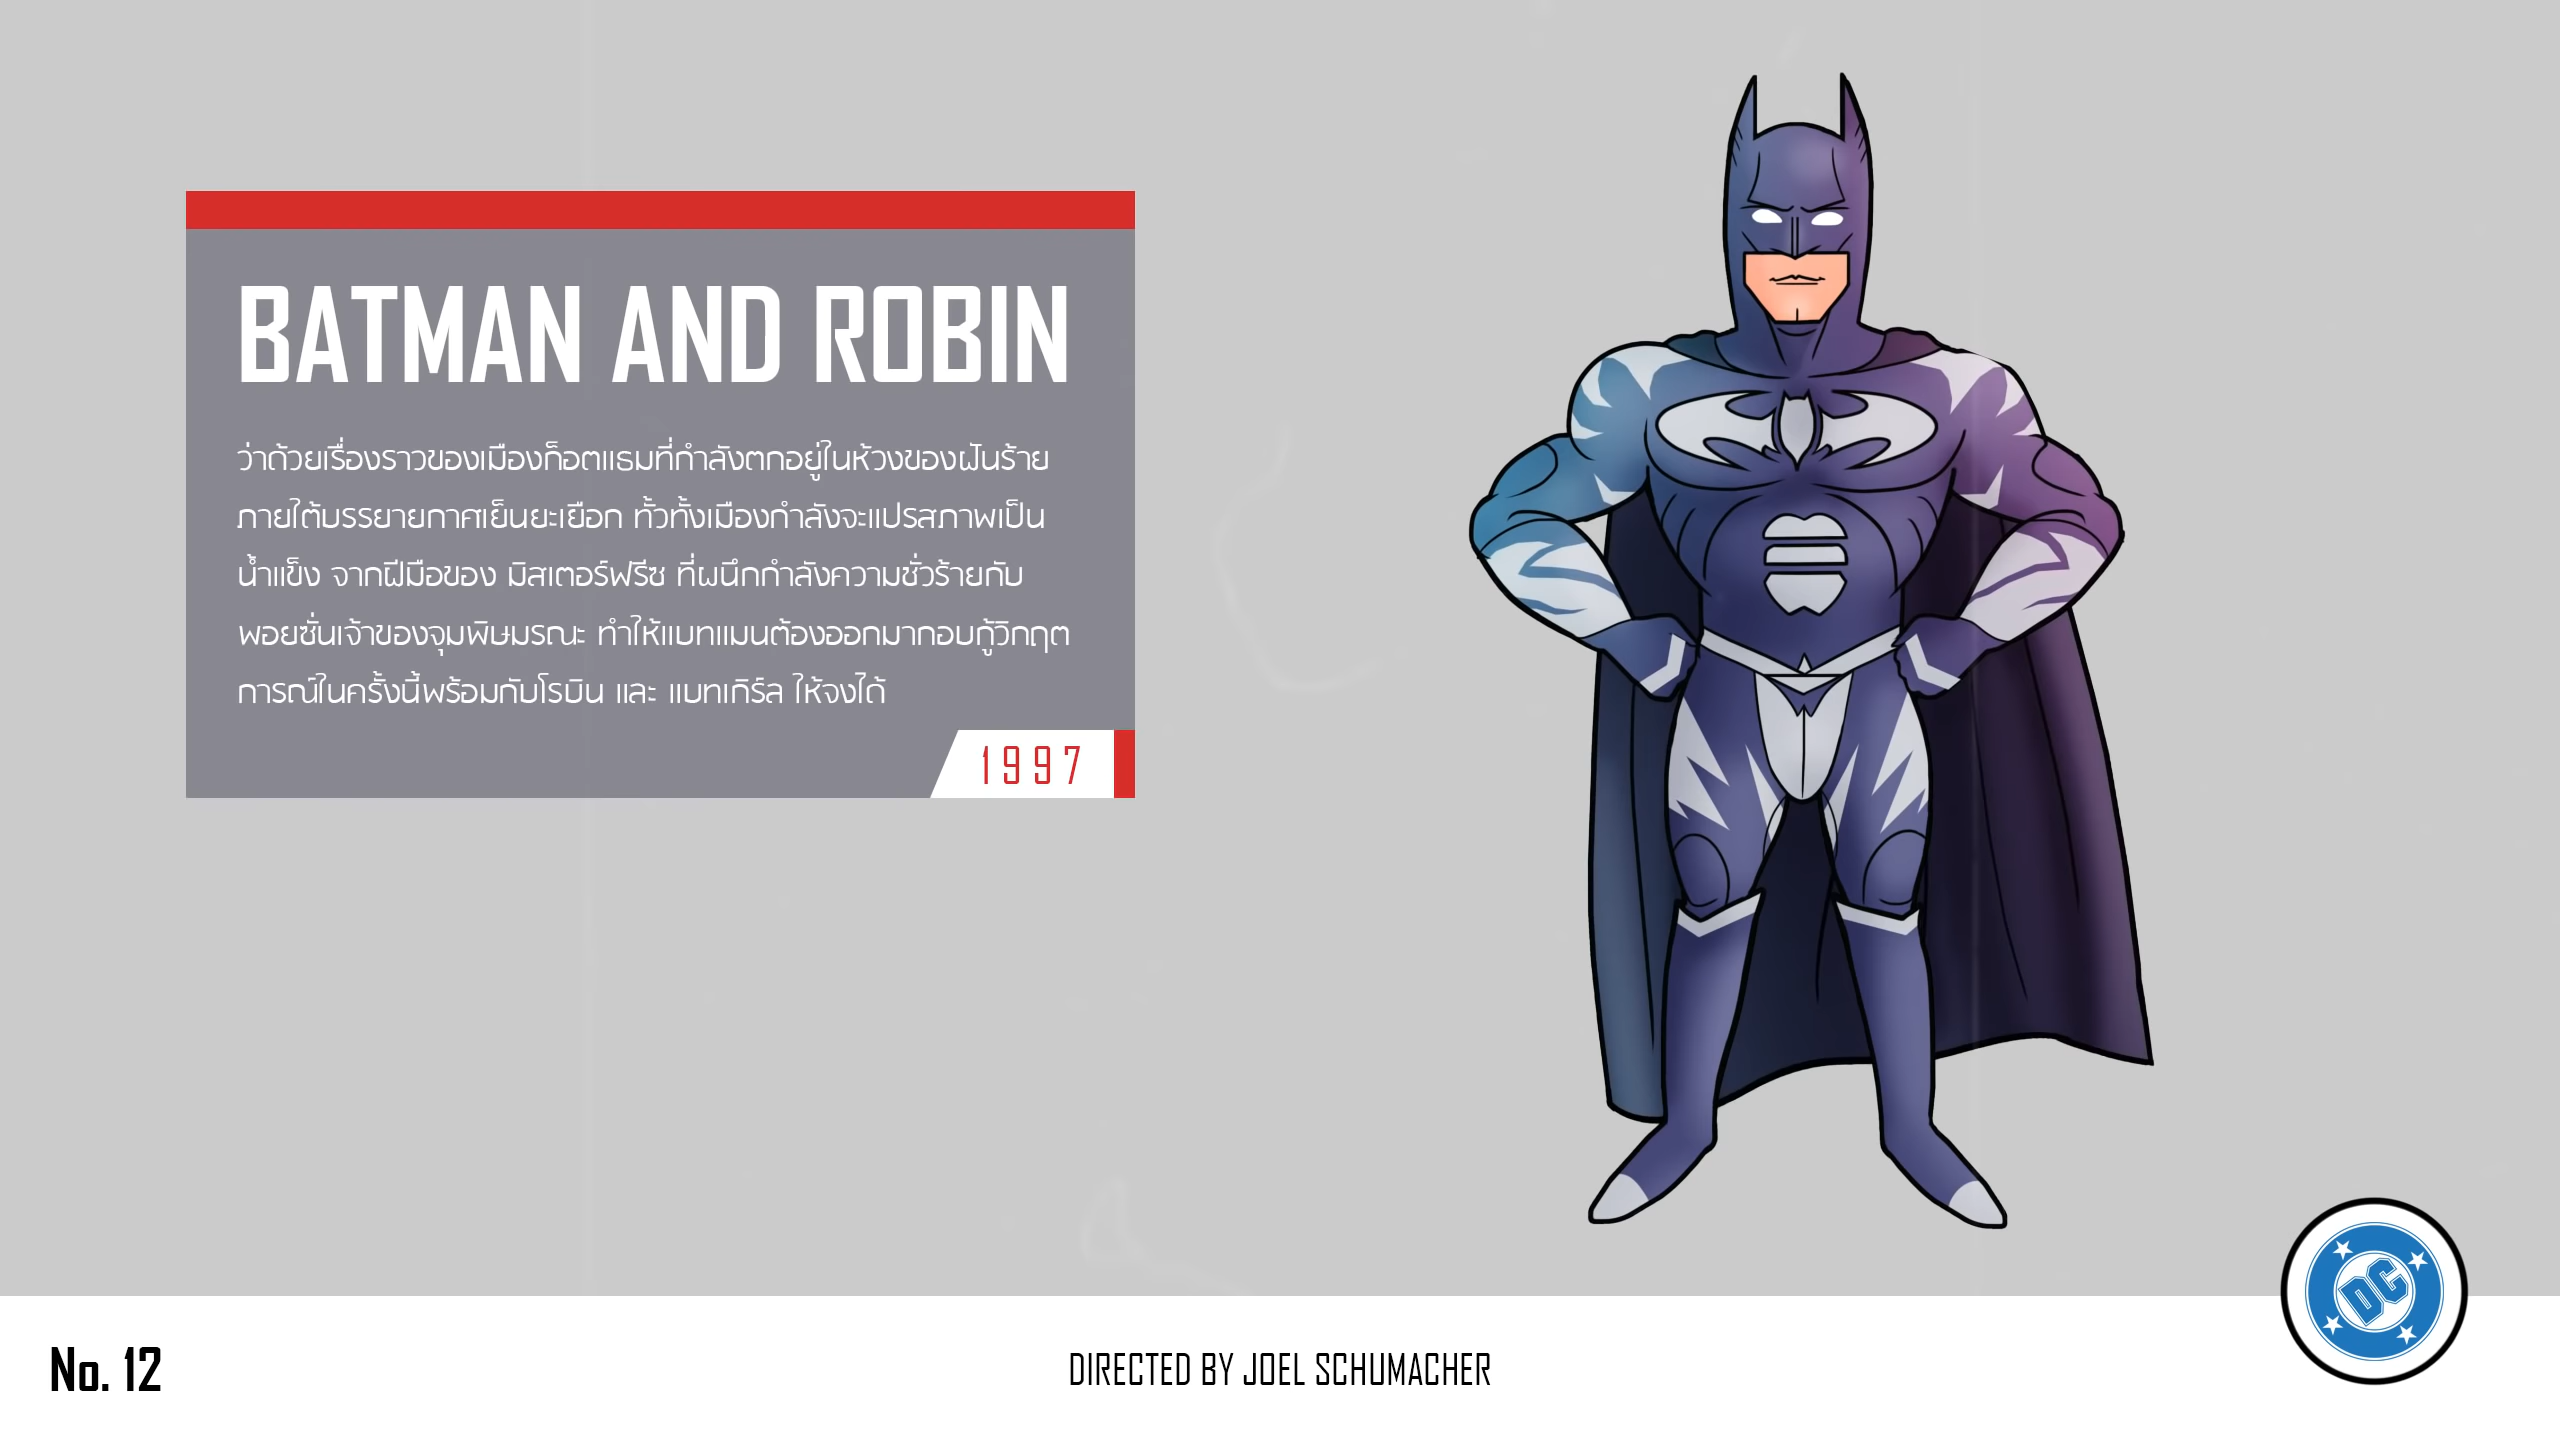 BATMAN AND ROBIN
ว่าด้วยเรื่องราวของเมืองก็อตแธมที่กำลังตกอยู่ในห้วงของฝันร้าย
ภายใต้บรรยายกาศเย็นยะเยือก ทั้วทั้งเมืองกำลังจะแปรสภาพเป็น
น้ำแข็ง จากฝีมือของ มิสเตอร์ฟรีซ ที่ผนึกกำลังความชั่วร้ายกับ
พอยซั่นเจ้าของจุมพิษมรณะ ทำให้แบทแมนต้องออกมากอบกู้วิกฤต
การณ์ในครั้งนี้พร้อมกับโรบิน และ แบทเกิร์ล ให้จงได้
1997
DC
No. 12
DIRECTED BY JOEL SCHUMACHER